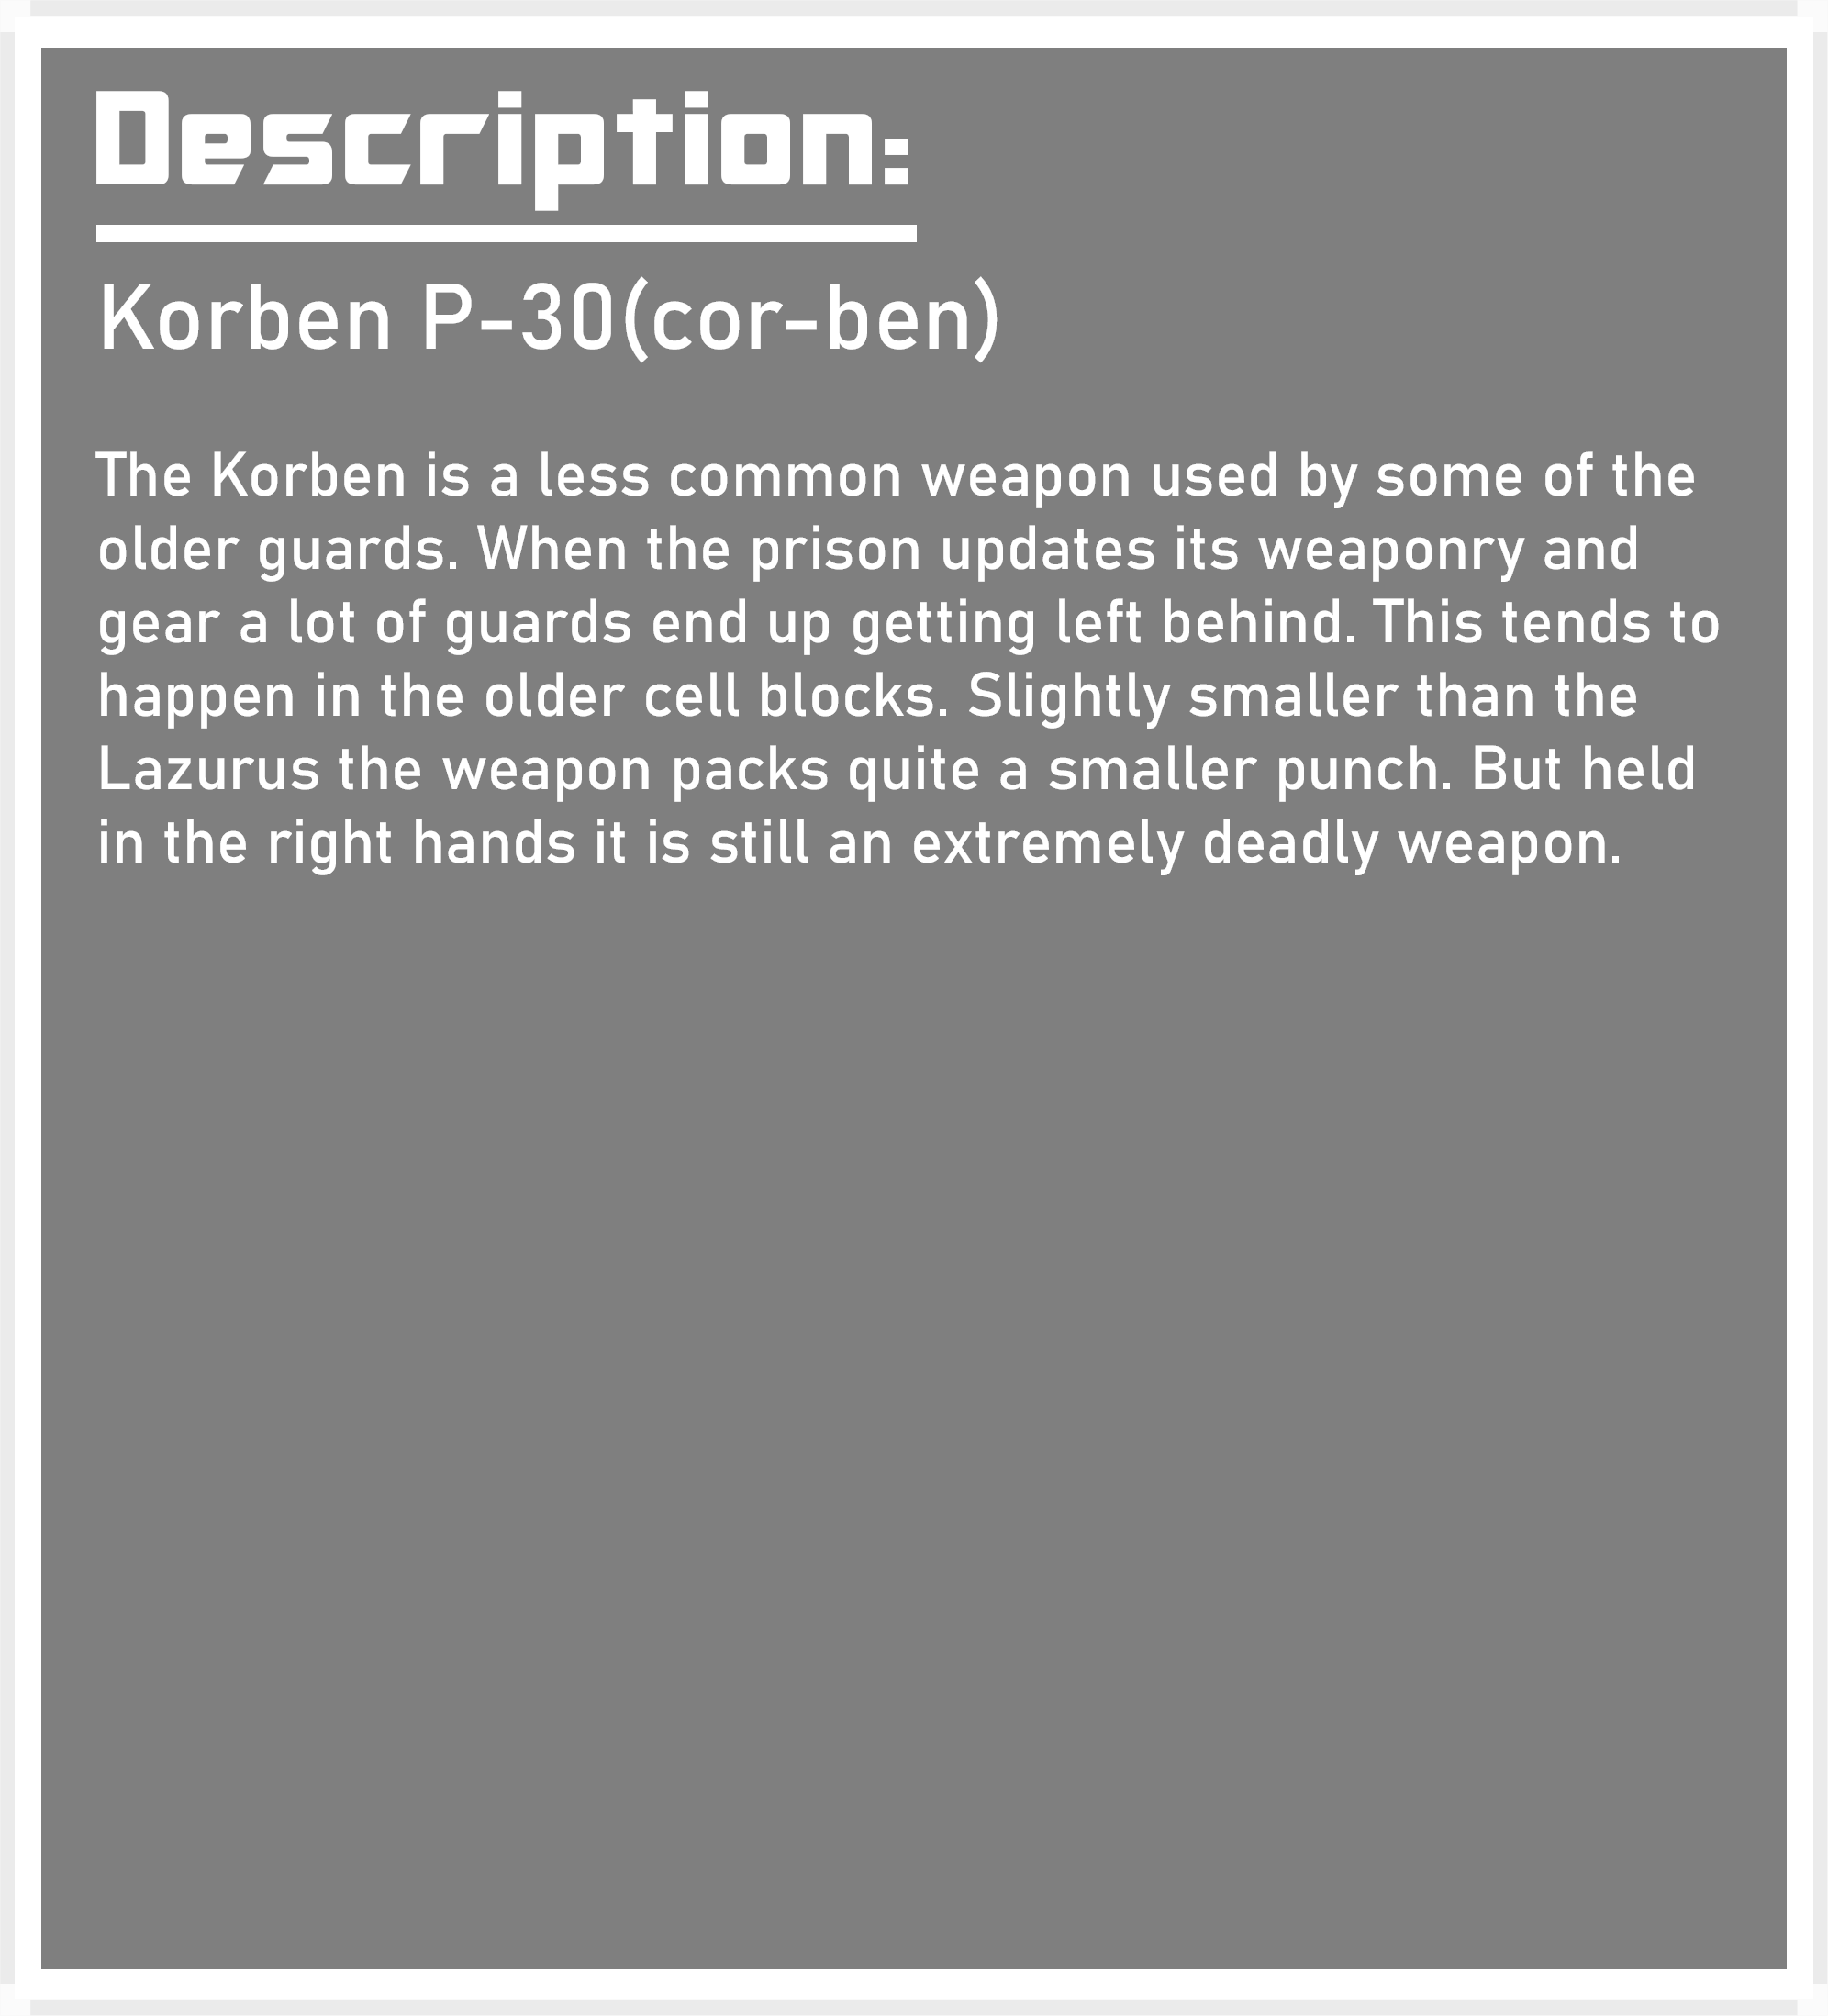 Description:
Korben P-30(cor-ben)
The Korben is a less common weapon used by some of the
older guards. When the prison updates its weaponry and
gear a lot of guards end up getting left behind. This tends to
happen in the older cell blocks. Slightly smaller than the
Lazurus the weapon packs quite a smaller punch. But held
in the right hands it is still an extremely deadly weapon.